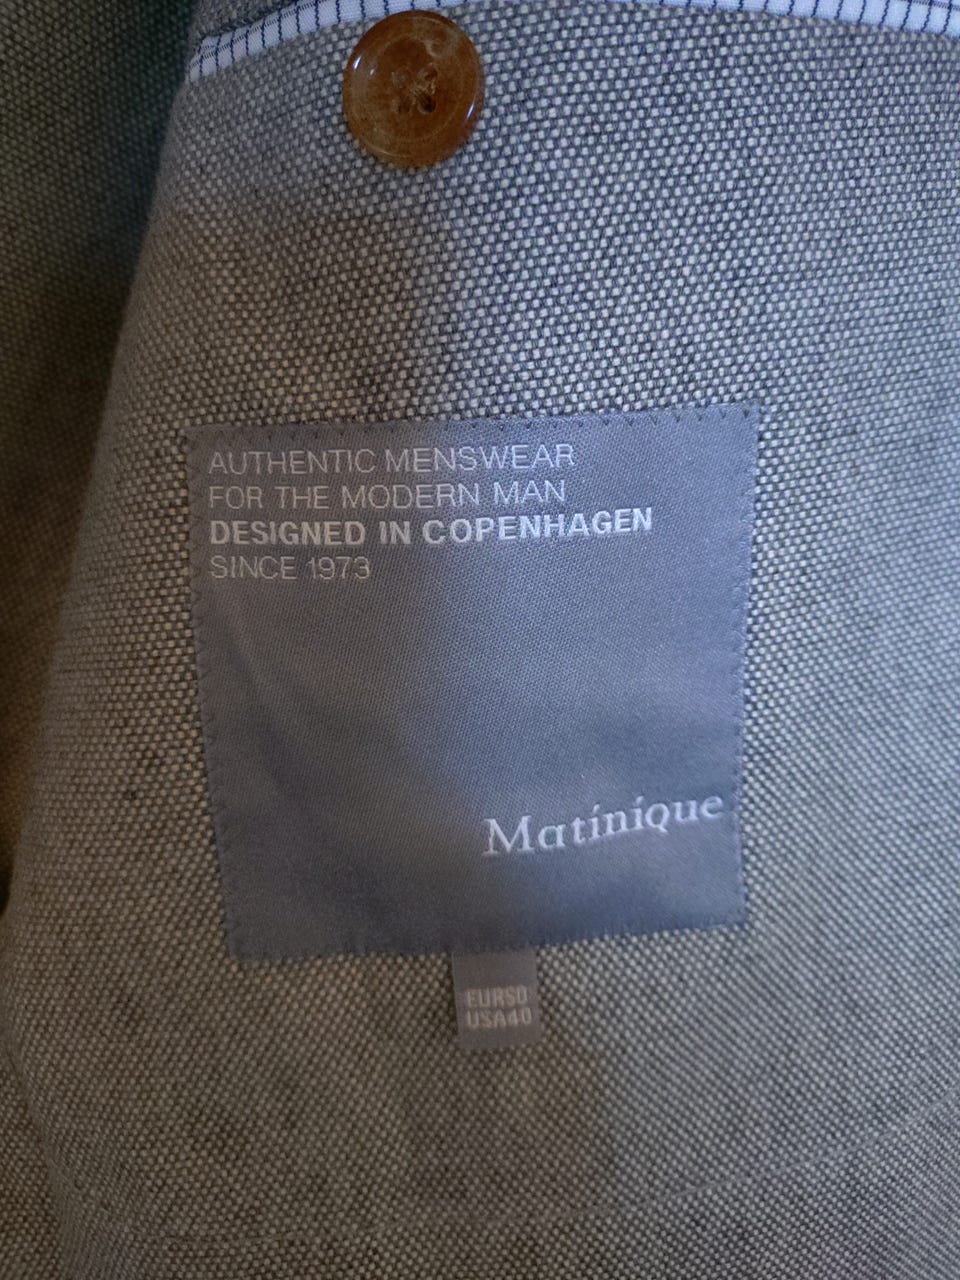 AUTHENTIC MENSWEAR
FOR THE MODERN MAN
DESIGNED IN COPENHAGEN
SINCE 1973
Matinique
EUR50
USA40